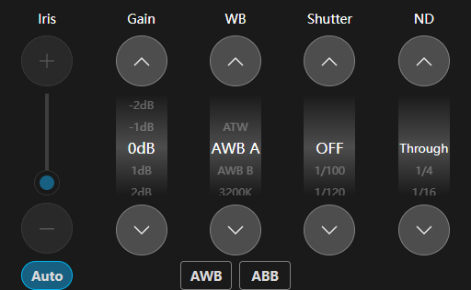 Iris Gain WB Shutter ND
-2dB
-1dB ATW
0dB AWB A OFF Through
1dB AWB B 1/100 1/4
2dB 3200K 1/120 1/16
Auto AWB ABB